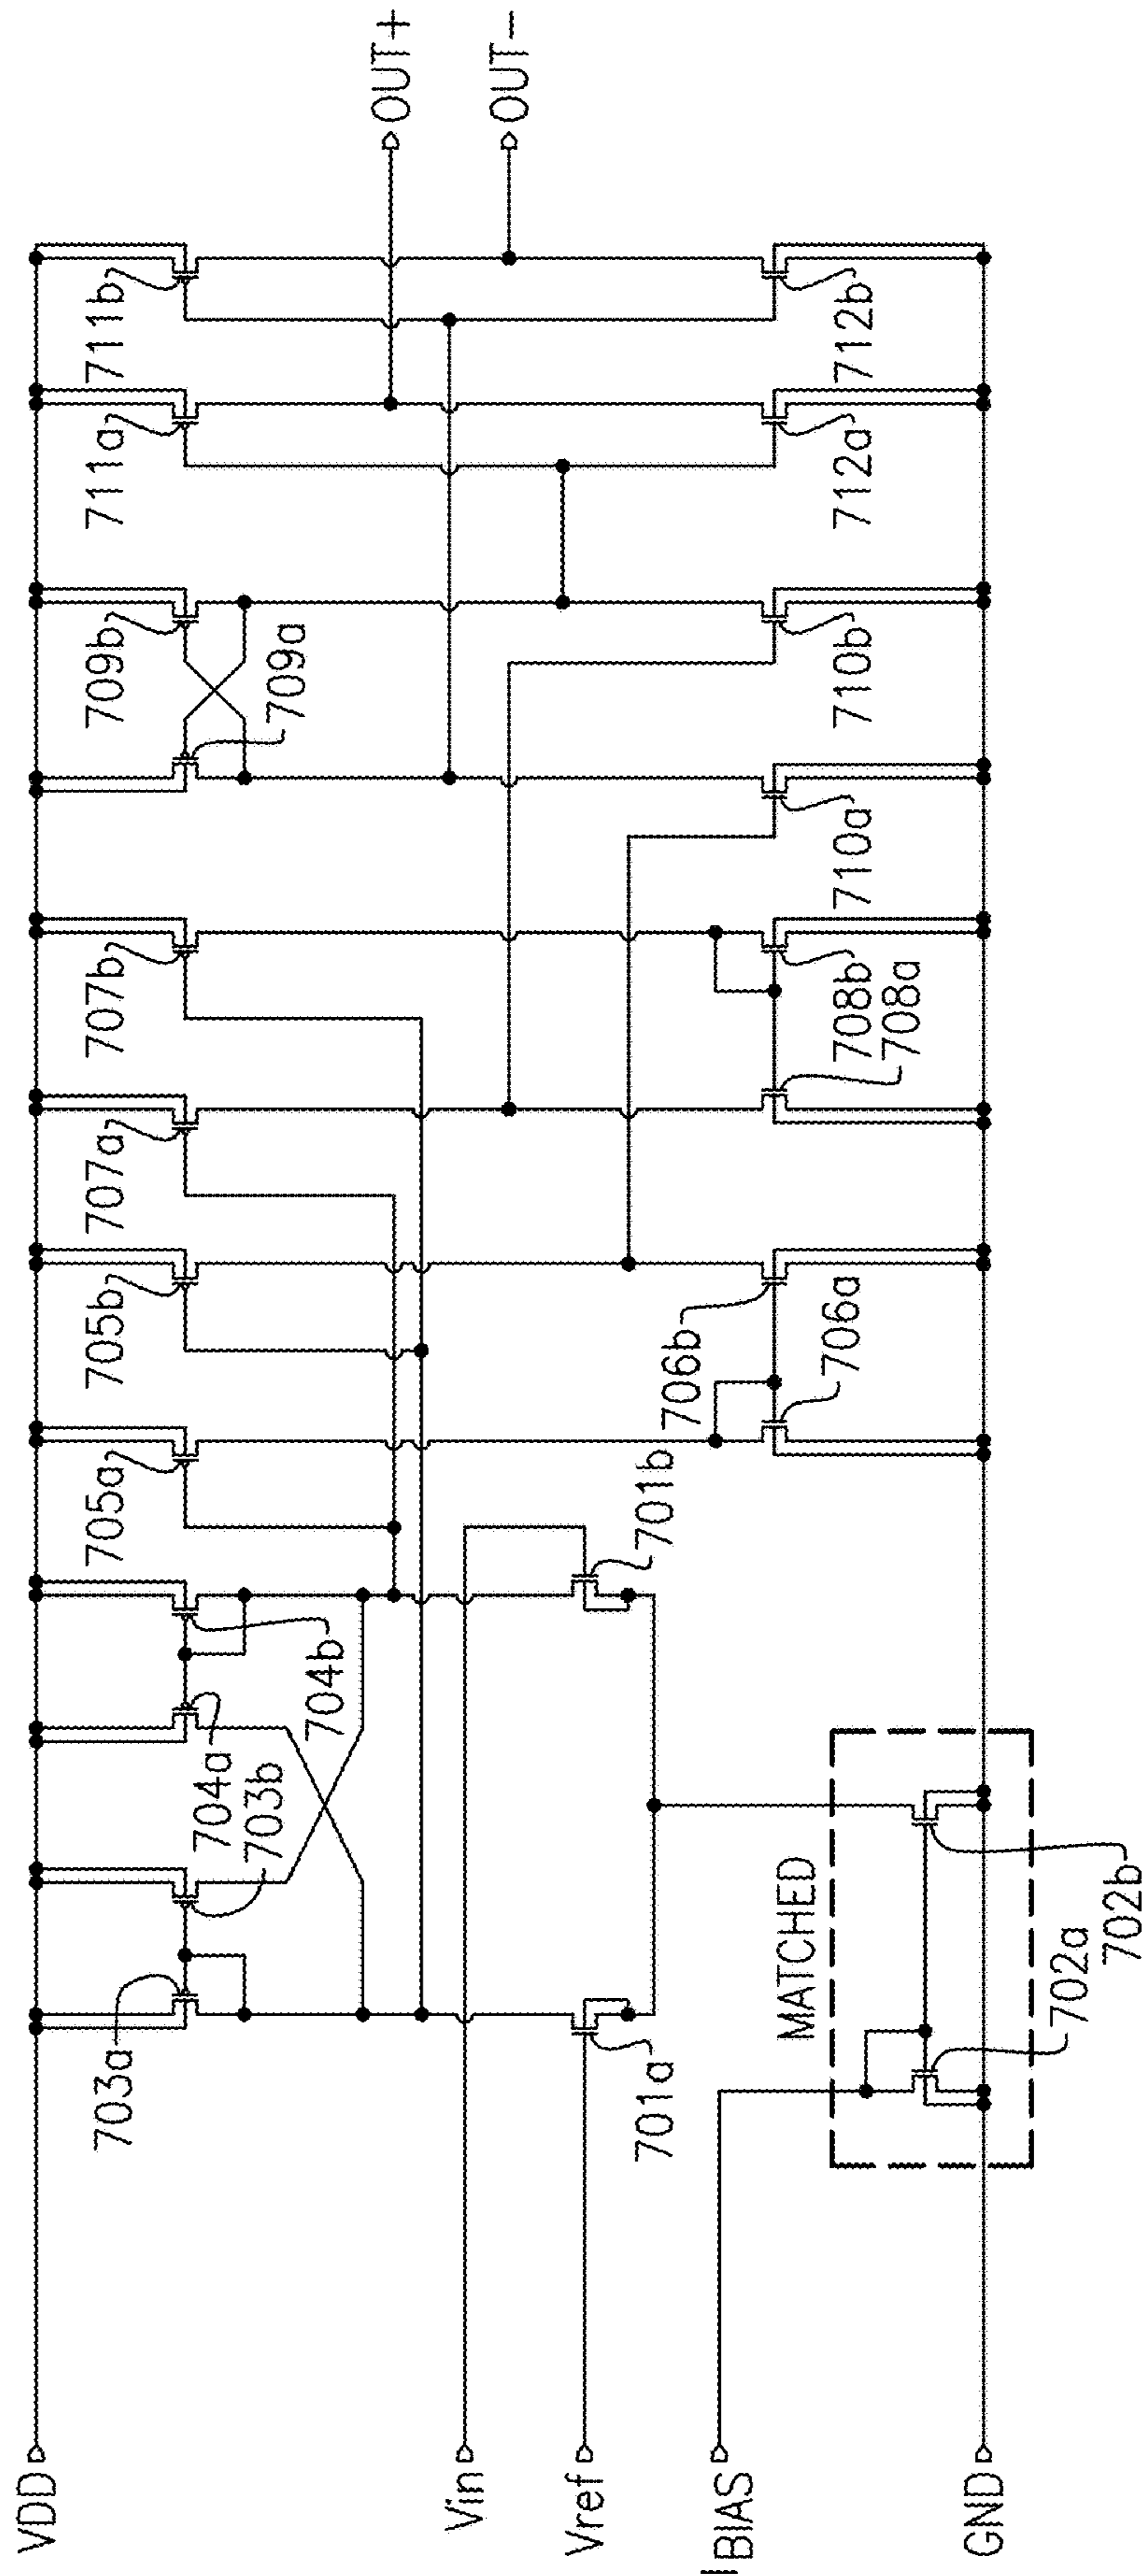 VDD
Vin
Vref
IBIAS
GND
703a
703b
704a
704b
705a
705b
707a
707b
709b
709a
711a
711b
OUT+
OUT−
701a
701b
706b
706a
708b
708a
710a
710b
712a
712b
MATCHED
702a
702b